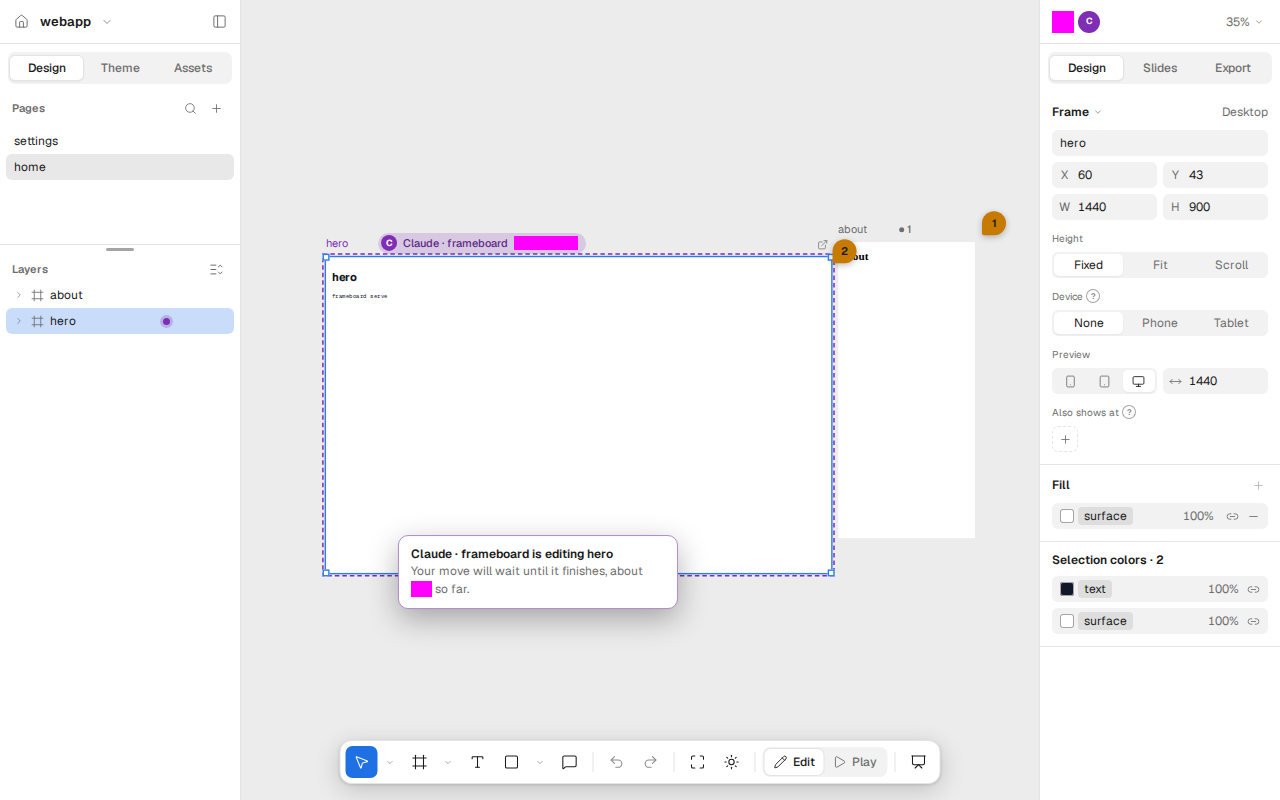 webapp
Design
Theme
Assets
Pages
settings
home
Layers
about
hero
hero
C
Claude · frameboard
hero
frameboard serve
about
1
1
2
out
Claude · frameboard is editing hero
Your move will wait until it finishes, about
so far.
Edit
Play
C
35%
Design
Slides
Export
Frame
Desktop
hero
X 60
Y 43
W 1440
H 900
Height
Fixed
Fit
Scroll
Device ?
None
Phone
Tablet
Preview
1440
Also shows at ?
Fill
surface
100%
Selection colors · 2
text
100%
surface
100%